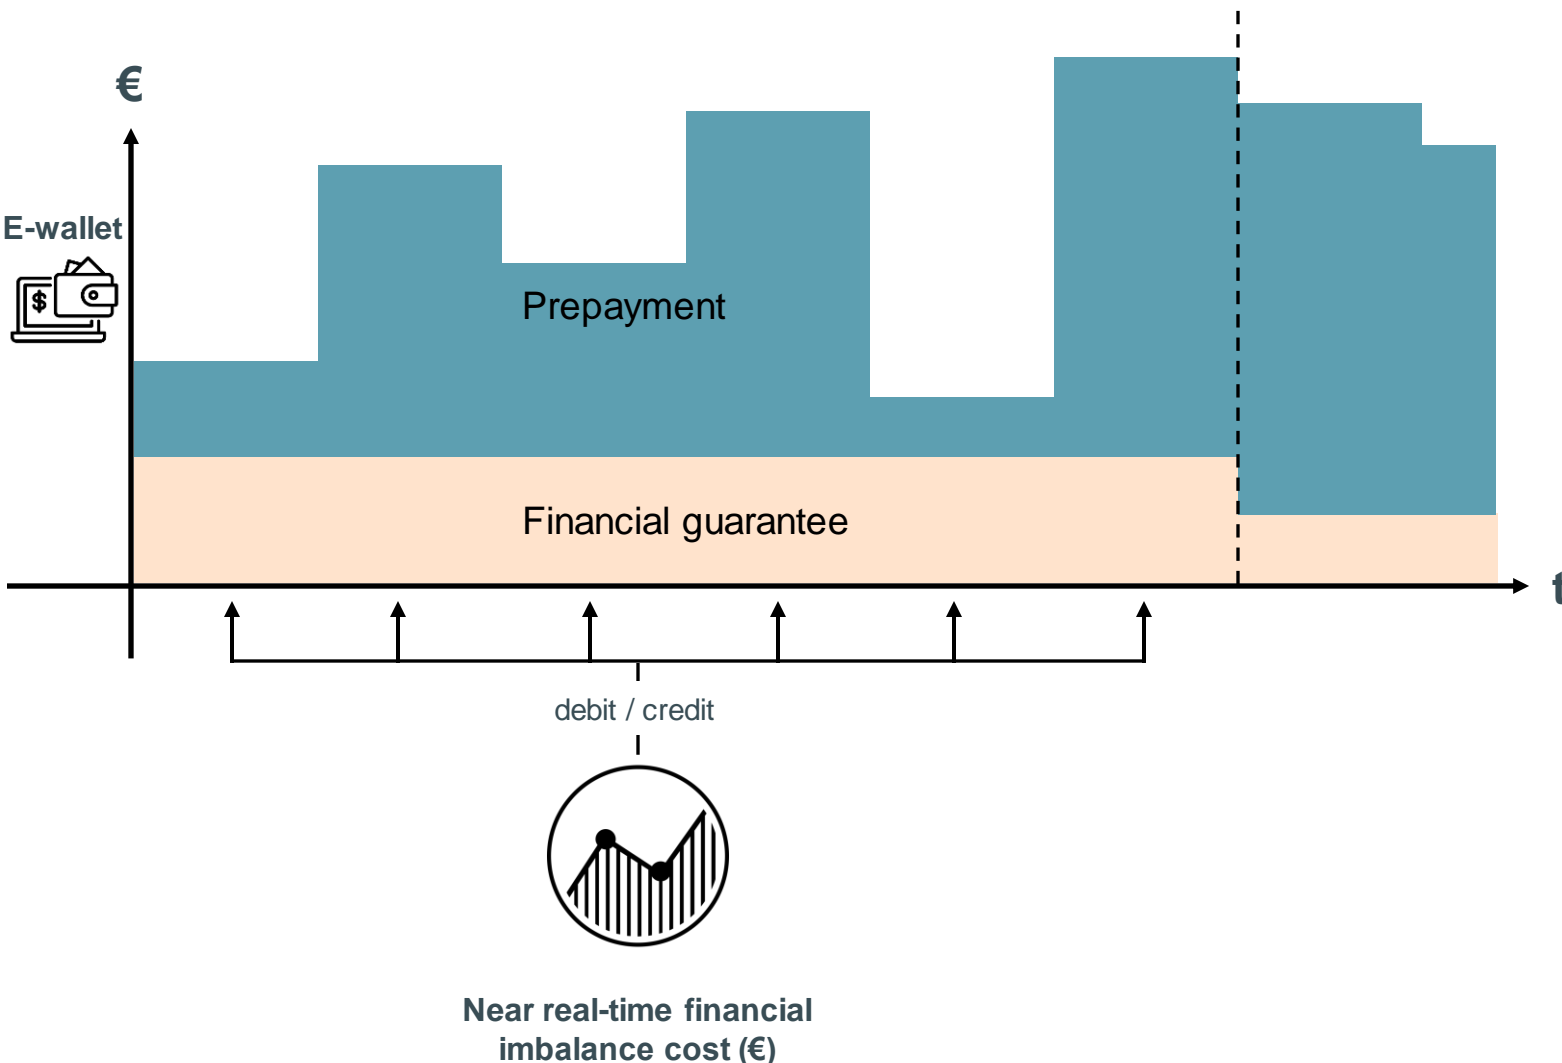 €
E-wallet
$
Prepayment
Financial guarantee
t
debit / credit
Near real-time financial
imbalance cost (€)